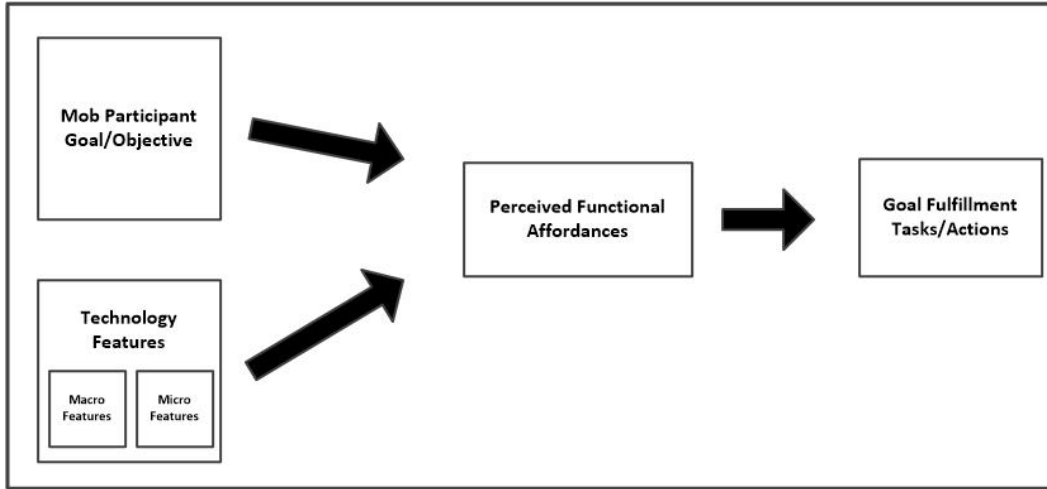 Mob Participant
Goal/Objective
Technology
Features
Macro
Features
Micro
Features
Perceived Functional
Affordances
Goal Fulfillment
Tasks/Actions